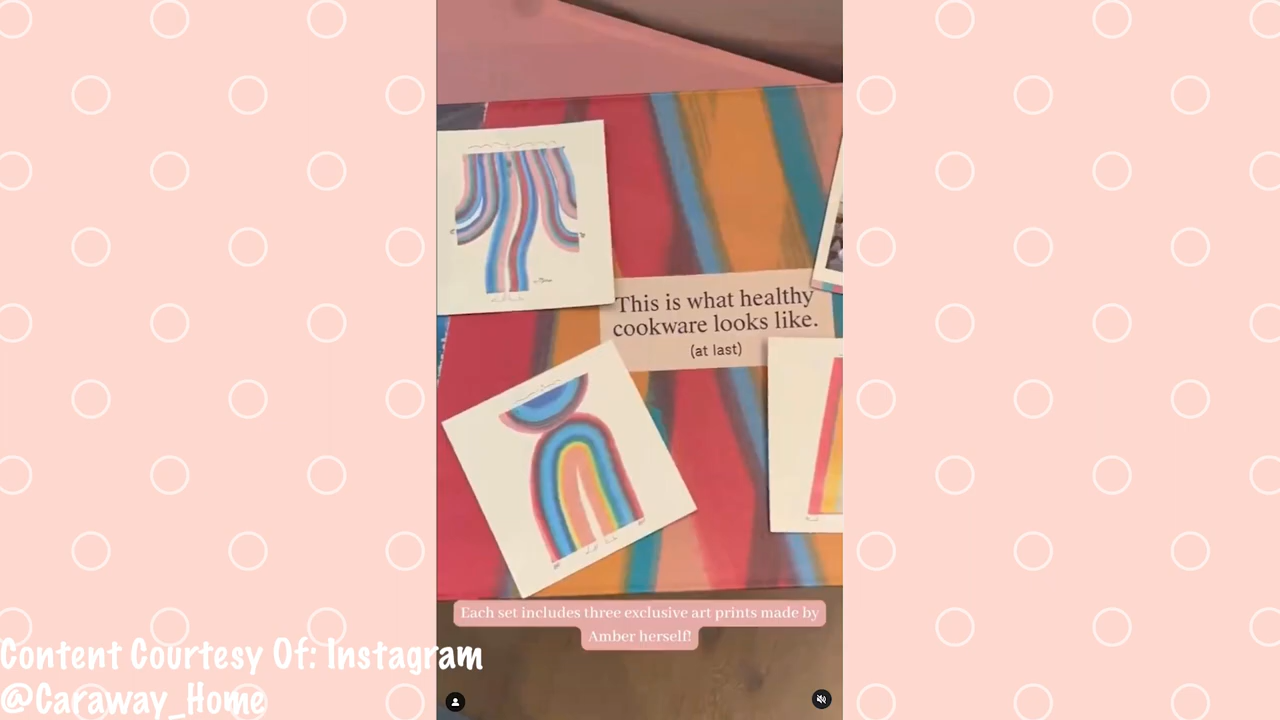 This is what healthy
cookware looks like.
(at last)
Each set includes three exclusive art prints made by
Amber herself!
Content Courtesy Of: Instagram
@Caraway_Home